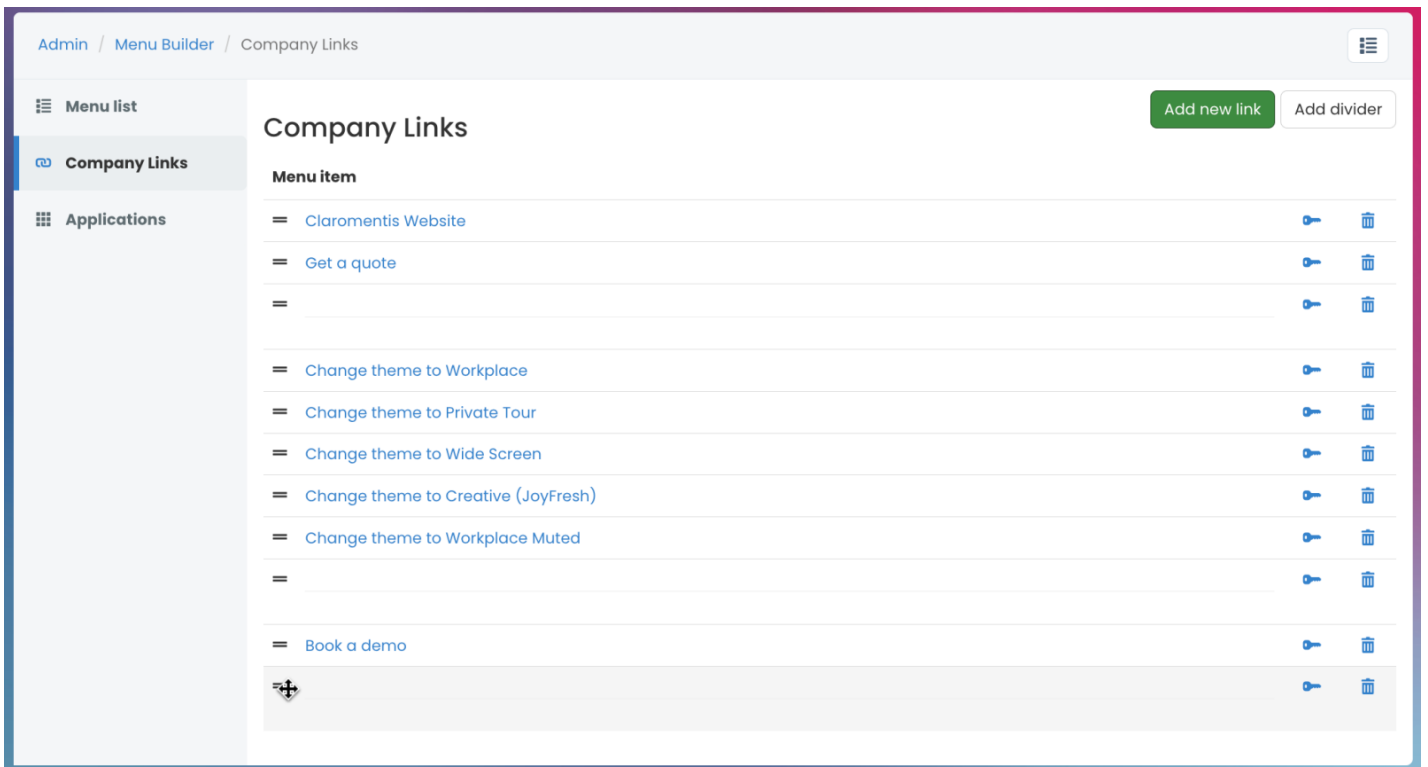 Admin / Menu Builder / Company Links
Menu list
Company Links
Applications
Add new link
Add divider
Company Links
Menu item
Claromentis Website
Get a quote
Change theme to Workplace
Change theme to Private Tour
Change theme to Wide Screen
Change theme to Creative (JoyFresh)
Change theme to Workplace Muted
Book a demo